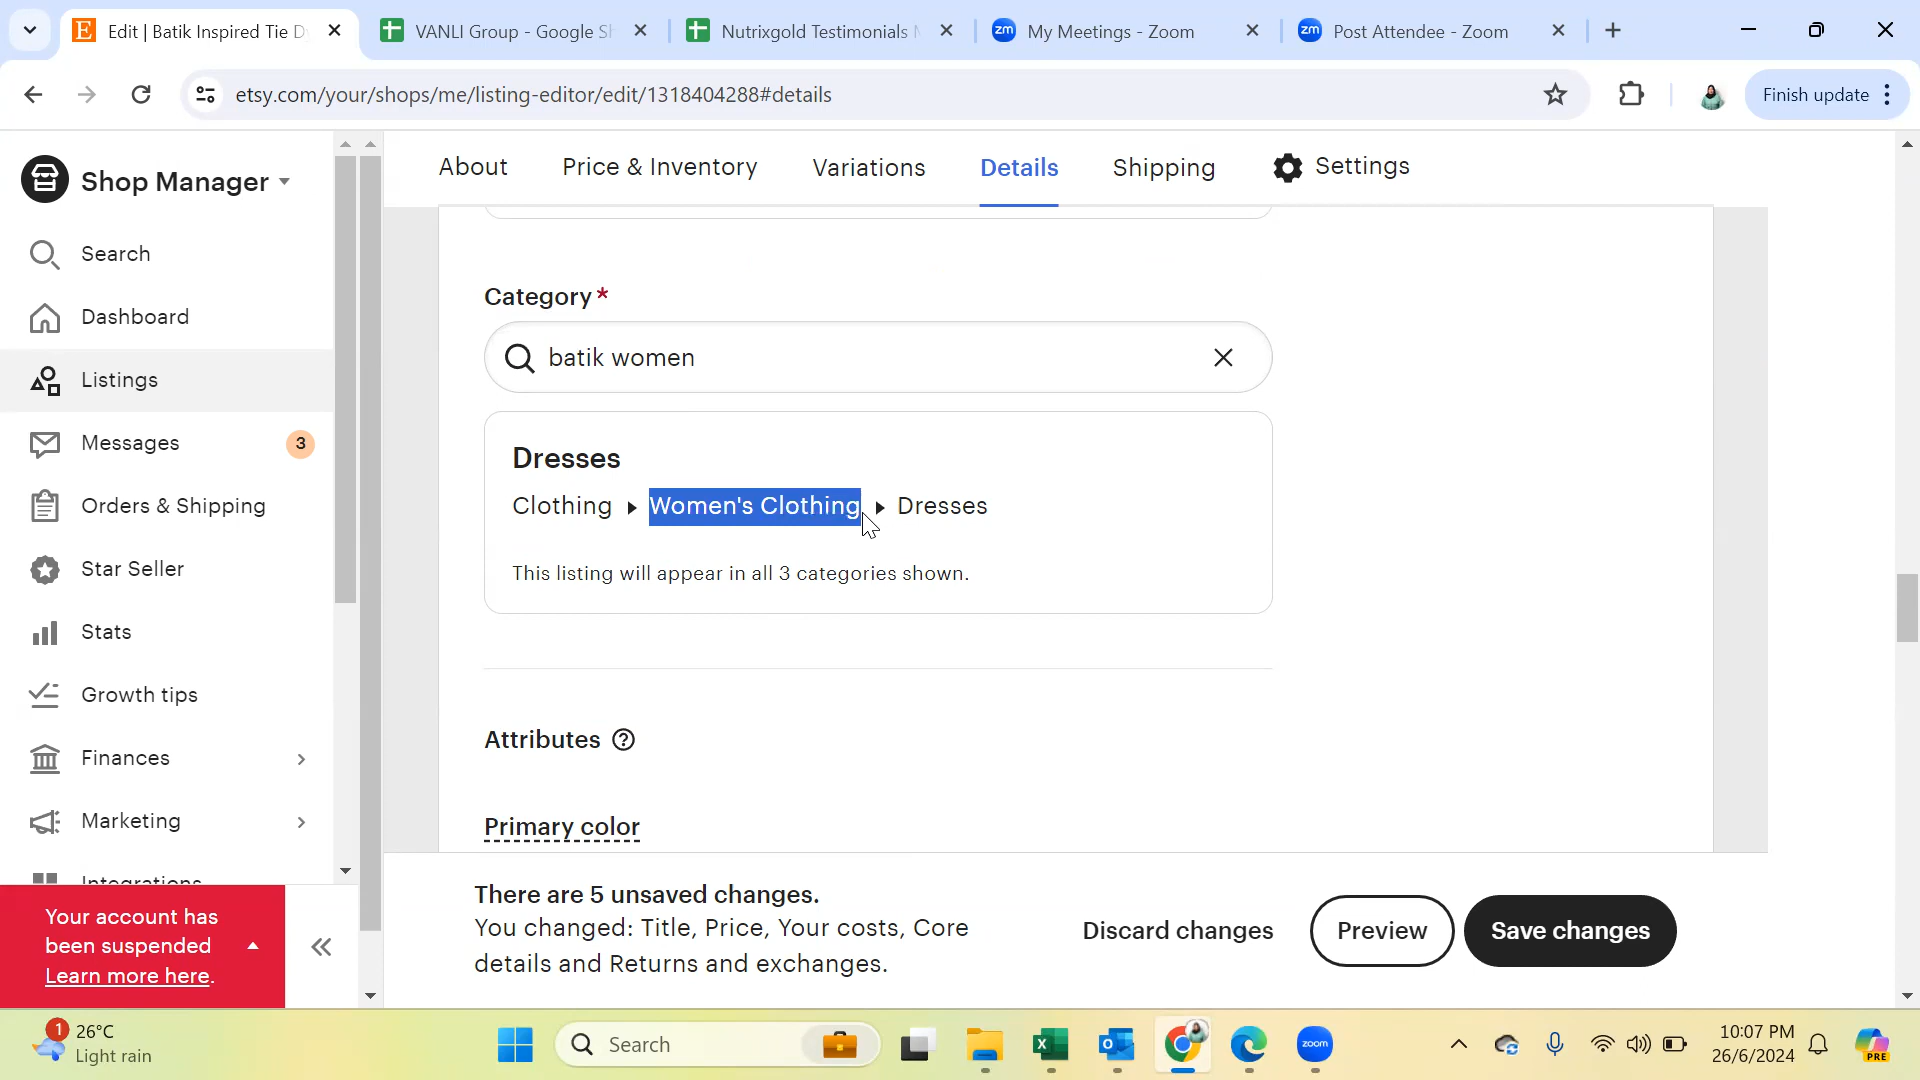 Edit | Batik Inspired Tie D
VANLI Group - Google Sh
Nutrixgold Testimonials
My Meetings - Zoom
Post Attendee - Zoom
etsy.com/your/shops/me/listing-editor/edit/1318404288#details
Finish update
Shop Manager
Search
Dashboard
Listings
Messages
3
Orders & Shipping
Star Seller
Stats
Growth tips
Finances
Marketing
Integrations
Your account has
been suspended
Learn more here.
About
Price & Inventory
Variations
Details
Shipping
Settings
Category*
batik women
Dresses
Clothing
Women's Clothing
Dresses
This listing will appear in all 3 categories shown.
Attributes
Primary color
There are 5 unsaved changes.
You changed: Title, Price, Your costs, Core
details and Returns and exchanges.
Discard changes
Preview
Save changes
1
26°C
Light rain
Search
zoom
10:07 PM
26/6/2024
PRE